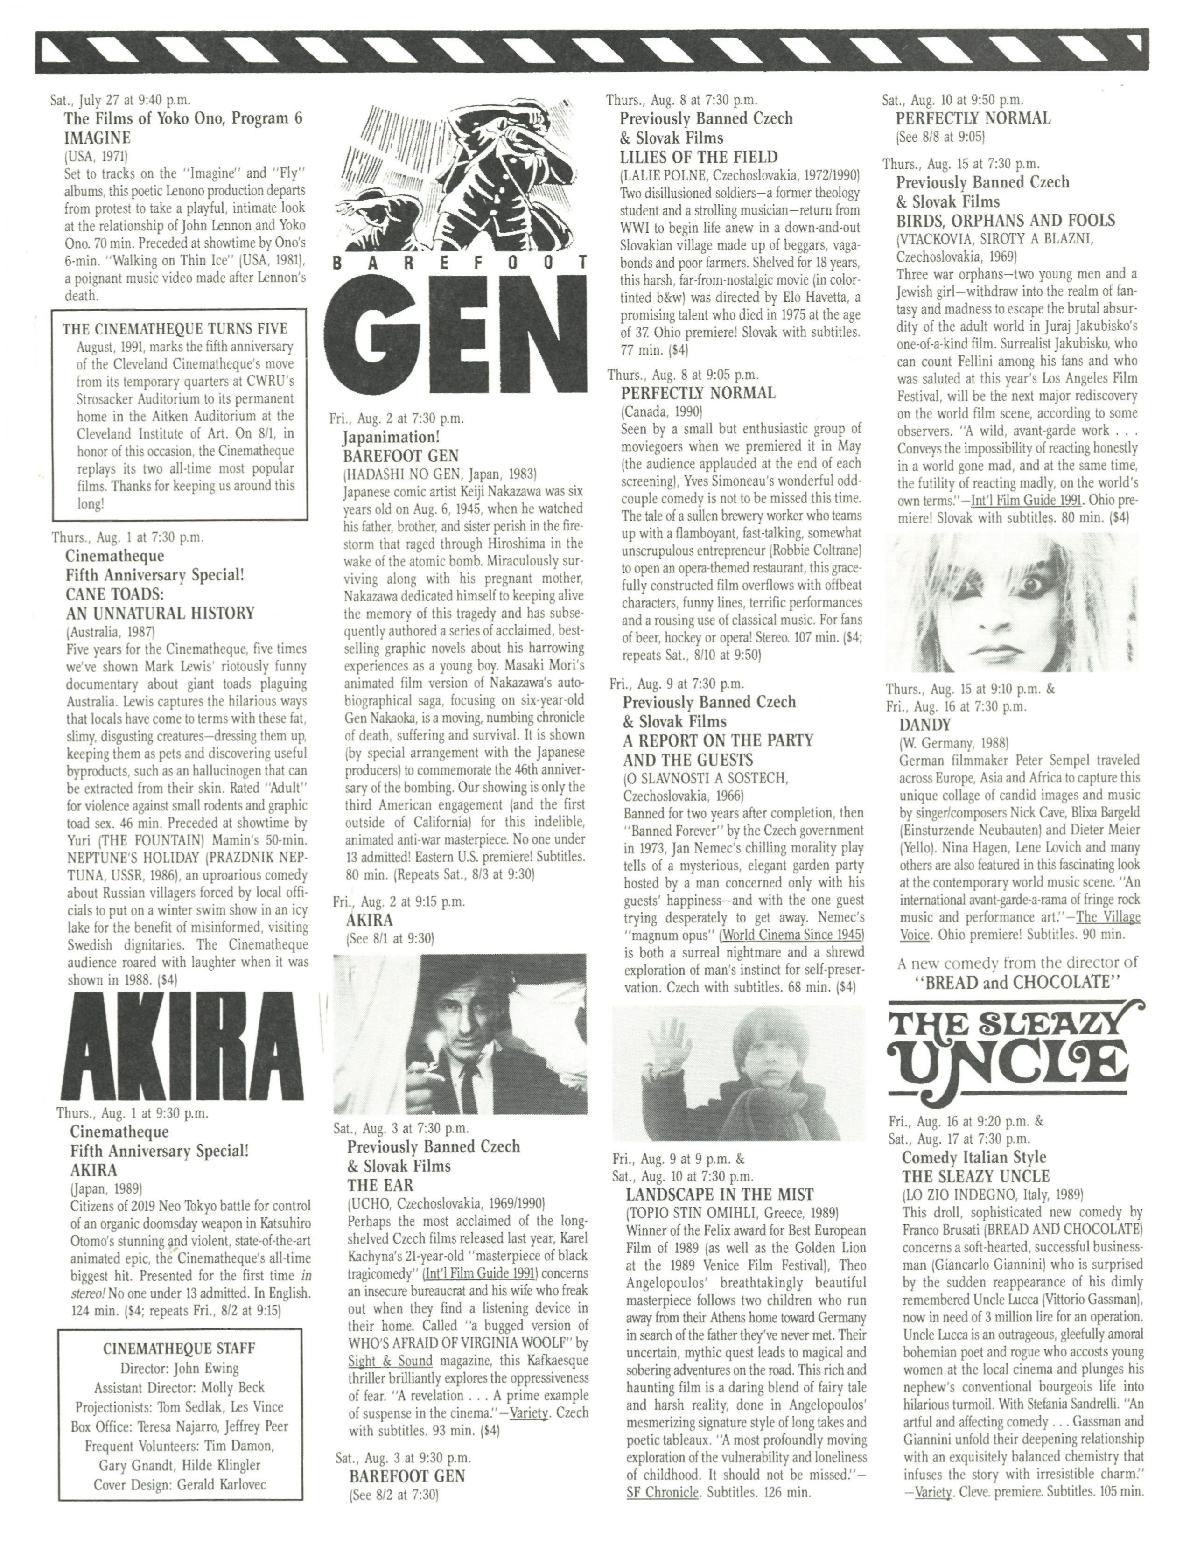 Sat., July 27 at 9:40 p.m.
The Films of Yoko Ono, Program 6
IMAGINE
(USA, 1971)
Set to tracks on the "Imagine" and "Fly"
albums, this poetic Lenono production departs
from protest to take a playful, intimate look
at the relationship of John Lennon and Yoko
Ono. 70 min. Preceded at showtime by Ono's
6-min. "Walking on Thin Ice" (USA, 1981),
a poignant music video made after Lennon's
death.
THE CINEMATHEQUE TURNS FIVE
August, 1991, marks the fifth anniversary
of the Cleveland Cinematheque's move
from its temporary quarters at CWRU's
Strosacker Auditorium to its permanent
home in the Aitken Auditorium at the
Cleveland Institute of Art. On 8/1, in
honor of this occasion, the Cinematheque
replays its two all-time most popular
films. Thanks for keeping us around this
long!
Thurs., Aug. 1 at 7:30 p.m.
Cinematheque
Fifth Anniversary Special!
CANE TOADS:
AN UNNATURAL HISTORY
(Australia, 1987)
Five years for the Cinematheque, five times
we've shown Mark Lewis' riotously funny
documentary about giant toads plaguing
Australia. Lewis captures the hilarious ways
that locals have come to terms with these fat,
slimy, disgusting creatures—dressing them up,
keeping them as pets and discovering useful
byproducts, such as an hallucinogen that can
be extracted from their skin. Rated "Adult"
for violence against small rodents and graphic
toad sex. 46 min. Preceded at showtime by
Yuri (THE FOUNTAIN) Mamin's 50-min.
NEPTUNE'S HOLIDAY (PRAZDNIK NEP-
TUNA, USSR, 1986), an uproarious comedy
about Russian villagers forced by local offi-
cials to put on a winter swim show in an icy
lake for the benefit of misinformed, visiting
Swedish dignitaries. The Cinematheque
audience roared with laughter when it was
shown in 1988. ($4)
AKIRA
Thurs., Aug. 1 at 9:30 p.m.
Cinematheque
Fifth Anniversary Special!
AKIRA
(Japan, 1989)
Citizens of 2019 Neo Tokyo battle for control
of an organic doomsday weapon in Katsuhiro
Otomo's stunning and violent, state-of-the-art
animated epic, the Cinematheque's all-time
biggest hit. Presented for the first time in
stereo! No one under 13 admitted. In English.
124 min. ($4; repeats Fri., 8/2 at 9:15)
CINEMATHEQUE STAFF
Director: John Ewing
Assistant Director: Molly Beck
Projectionists: Tom Sedlak, Les Vince
Box Office: Teresa Najarro, Jeffrey Peer
Frequent Volunteers: Tim Damon,
Gary Gnandt, Hilde Klingler
Cover Design: Gerald Karlovec
BAREFOOT
GEN
Fri., Aug. 2 at 7:30 p.m.
Japanimation!
BAREFOOT GEN
(HADASHI NO GEN, Japan, 1983)
Japanese comic artist Keiji Nakazawa was six
years old on Aug. 6, 1945, when he watched
his father, brother, and sister perish in the fire-
storm that raged through Hiroshima in the
wake of the atomic bomb. Miraculously sur-
viving along with his pregnant mother,
Nakazawa dedicated himself to keeping alive
the memory of this tragedy and has subse-
quently authored a series of acclaimed, best-
selling graphic novels about his harrowing
experiences as a young boy. Masaki Mori's
animated film version of Nakazawa's auto-
biographical saga, focusing on six-year-old
Gen Nakaoka, is a moving, numbing chronicle
of death, suffering and survival. It is shown
(by special arrangement with the Japanese
producers) to commemorate the 46th anniver-
sary of the bombing. Our showing is only the
third American engagement (and the first
outside of California) for this indelible,
animated anti-war masterpiece. No one under
13 admitted! Eastern U.S. premiere! Subtitles.
80 min. (Repeats Sat., 8/3 at 9:30)
Fri., Aug. 2 at 9:15 p.m.
AKIRA
(See 8/1 at 9:30)
Sat., Aug. 3 at 7:30 p.m.
Previously Banned Czech
& Slovak Films
THE EAR
(UCHO, Czechoslovakia, 1969/1990)
Perhaps the most acclaimed of the long-
shelved Czech films released last year, Karel
Kachyna's 21-year-old "masterpiece of black
tragicomedy" (Int'l Film Guide 1991) concerns
an insecure bureaucrat and his wife who freak
out when they find a listening device in
their home. Called "a bugged version of
WHO'S AFRAID OF VIRGINIA WOOLF" by
Sight & Sound magazine, this Kafkaesque
thriller brilliantly explores the oppressiveness
of fear. "A revelation . . . A prime example
of suspense in the cinema."—Variety. Czech
with subtitles. 93 min. ($4)
Sat., Aug. 3 at 9:30 p.m.
BAREFOOT GEN
(See 8/2 at 7:30)
Thurs., Aug. 8 at 7:30 p.m.
Previously Banned Czech
& Slovak Films
LILIES OF THE FIELD
(LALIE POLNE, Czechoslovakia, 1972/1990)
Two disillusioned soldiers—a former theology
student and a strolling musician—return from
WWI to begin life anew in a down-and-out
Slovakian village made up of beggars, vaga-
bonds and poor farmers. Shelved for 18 years,
this harsh, far-from-nostalgic movie (in color-
tinted b&w) was directed by Elo Havetta, a
promising talent who died in 1975 at the age
of 37. Ohio premiere! Slovak with subtitles.
77 min. ($4)
Thurs., Aug. 8 at 9:05 p.m.
PERFECTLY NORMAL
(Canada, 1990)
Seen by a small but enthusiastic group of
moviegoers when we premiered it in May
(the audience applauded at the end of each
screening), Yves Simoneau's wonderful odd-
couple comedy is not to be missed this time.
The tale of a sullen brewery worker who teams
up with a flamboyant, fast-talking, somewhat
unscrupulous entrepreneur (Robbie Coltrane)
to open an opera-themed restaurant, this grace-
fully constructed film overflows with offbeat
characters, funny lines, terrific performances
and a rousing use of classical music. For fans
of beer, hockey or opera! Stereo. 107 min. ($4;
repeats Sat., 8/10 at 9:50)
Fri., Aug. 9 at 7:30 p.m.
Previously Banned Czech
& Slovak Films
A REPORT ON THE PARTY
AND THE GUESTS
(O SLAVNOSTI A SOSTECH,
Czechoslovakia, 1966)
Banned for two years after completion, then
"Banned Forever" by the Czech government
in 1973, Jan Nemec's chilling morality play
tells of a mysterious, elegant garden party
hosted by a man concerned only with his
guests' happiness—and with the one guest
trying desperately to get away. Nemec's
"magnum opus" (World Cinema Since 1945)
is both a surreal nightmare and a shrewd
exploration of man's instinct for self-preser-
vation. Czech with subtitles. 68 min. ($4)
Fri., Aug. 9 at 9 p.m. &
Sat., Aug. 10 at 7:30 p.m.
LANDSCAPE IN THE MIST
(TOPIO STIN OMIHLI, Greece, 1989)
Winner of the Felix award for Best European
Film of 1989 (as well as the Golden Lion
at the 1989 Venice Film Festival), Theo
Angelopoulos' breathtakingly beautiful
masterpiece follows two children who run
away from their Athens home toward Germany
in search of the father they've never met. Their
uncertain, mythic quest leads to magical and
sobering adventures on the road. This rich and
haunting film is a daring blend of fairy tale
and harsh reality, done in Angelopoulos'
mesmerizing signature style of long takes and
poetic tableaux. "A most profoundly moving
exploration of the vulnerability and loneliness
of childhood. It should not be missed."—
SF Chronicle. Subtitles. 126 min.
Sat., Aug. 10 at 9:50 p.m.
PERFECTLY NORMAL
(See 8/8 at 9:05)
Thurs., Aug. 15 at 7:30 p.m.
Previously Banned Czech
& Slovak Films
BIRDS, ORPHANS AND FOOLS
(VTACKOVIA, SIROTY A BLAZNI,
Czechoslovakia, 1969)
Three war orphans—two young men and a
Jewish girl—withdraw into the realm of fan-
tasy and madness to escape the brutal absur-
dity of the adult world in Juraj Jakubisko's
one-of-a-kind film. Surrealist Jakubisko, who
can count Fellini among his fans and who
was saluted at this year's Los Angeles Film
Festival, will be the next major rediscovery
on the world film scene, according to some
observers. "A wild, avant-garde work . . .
Conveys the impossibility of reacting honestly
in a world gone mad, and at the same time,
the futility of reacting madly, on the world's
own terms."—Int'l Film Guide 1991. Ohio pre-
miere! Slovak with subtitles. 80 min. ($4)
Thurs., Aug. 15 at 9:10 p.m. &
Fri., Aug. 16 at 7:30 p.m.
DANDY
(W. Germany, 1988)
German filmmaker Peter Sempel traveled
across Europe, Asia and Africa to capture this
unique collage of candid images and music
by singer/composers Nick Cave, Blixa Bargeld
(Einsturzende Neubauten) and Dieter Meier
(Yello). Nina Hagen, Lene Lovich and many
others are also featured in this fascinating look
at the contemporary world music scene. "An
international avant-garde-a-rama of fringe rock
music and performance art."—The Village
Voice. Ohio premiere! Subtitles. 90 min.
A new comedy from the director of
"BREAD and CHOCOLATE"
THE SLEAZY
UNCLE
Fri., Aug. 16 at 9:20 p.m. &
Sat., Aug. 17 at 7:30 p.m.
Comedy Italian Style
THE SLEAZY UNCLE
(LO ZIO INDEGNO, Italy, 1989)
This droll, sophisticated new comedy by
Franco Brusati (BREAD AND CHOCOLATE)
concerns a soft-hearted, successful business-
man (Giancarlo Giannini) who is surprised
by the sudden reappearance of his dimly
remembered Uncle Lucca (Vittorio Gassman),
now in need of 3 million lire for an operation.
Uncle Lucca is an outrageous, gleefully amoral
bohemian poet and rogue who accosts young
women at the local cinema and plunges his
nephew's conventional bourgeois life into
hilarious turmoil. With Stefania Sandrelli. "An
artful and affecting comedy . . . Gassman and
Giannini unfold their deepening relationship
with an exquisitely balanced chemistry that
infuses the story with irresistible charm."
—Variety. Cleve. premiere. Subtitles. 105 min.